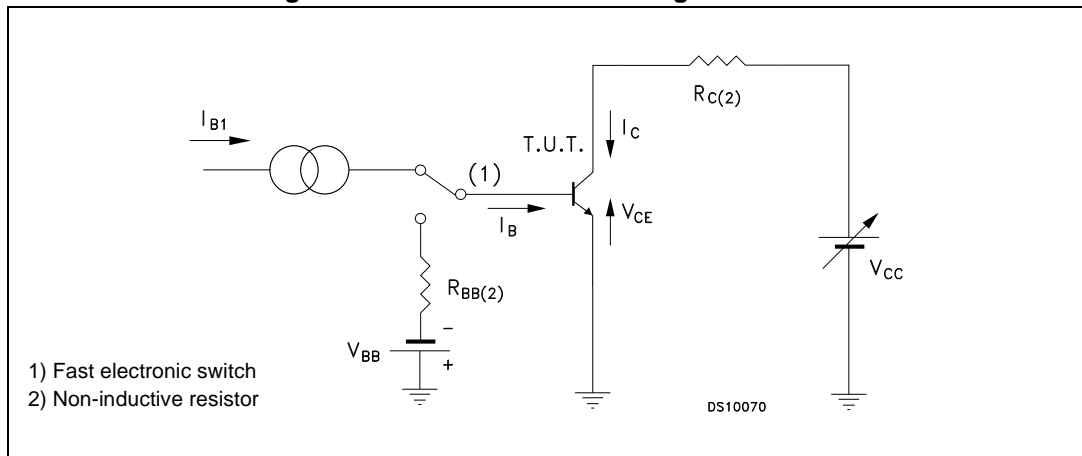 I_B1
R_C(2)
I_C
T.U.T.
(1)
I_B
V_CE
V_CC
R_BB(2)
V_BB
−
+
1) Fast electronic switch
2) Non-inductive resistor
DS10070